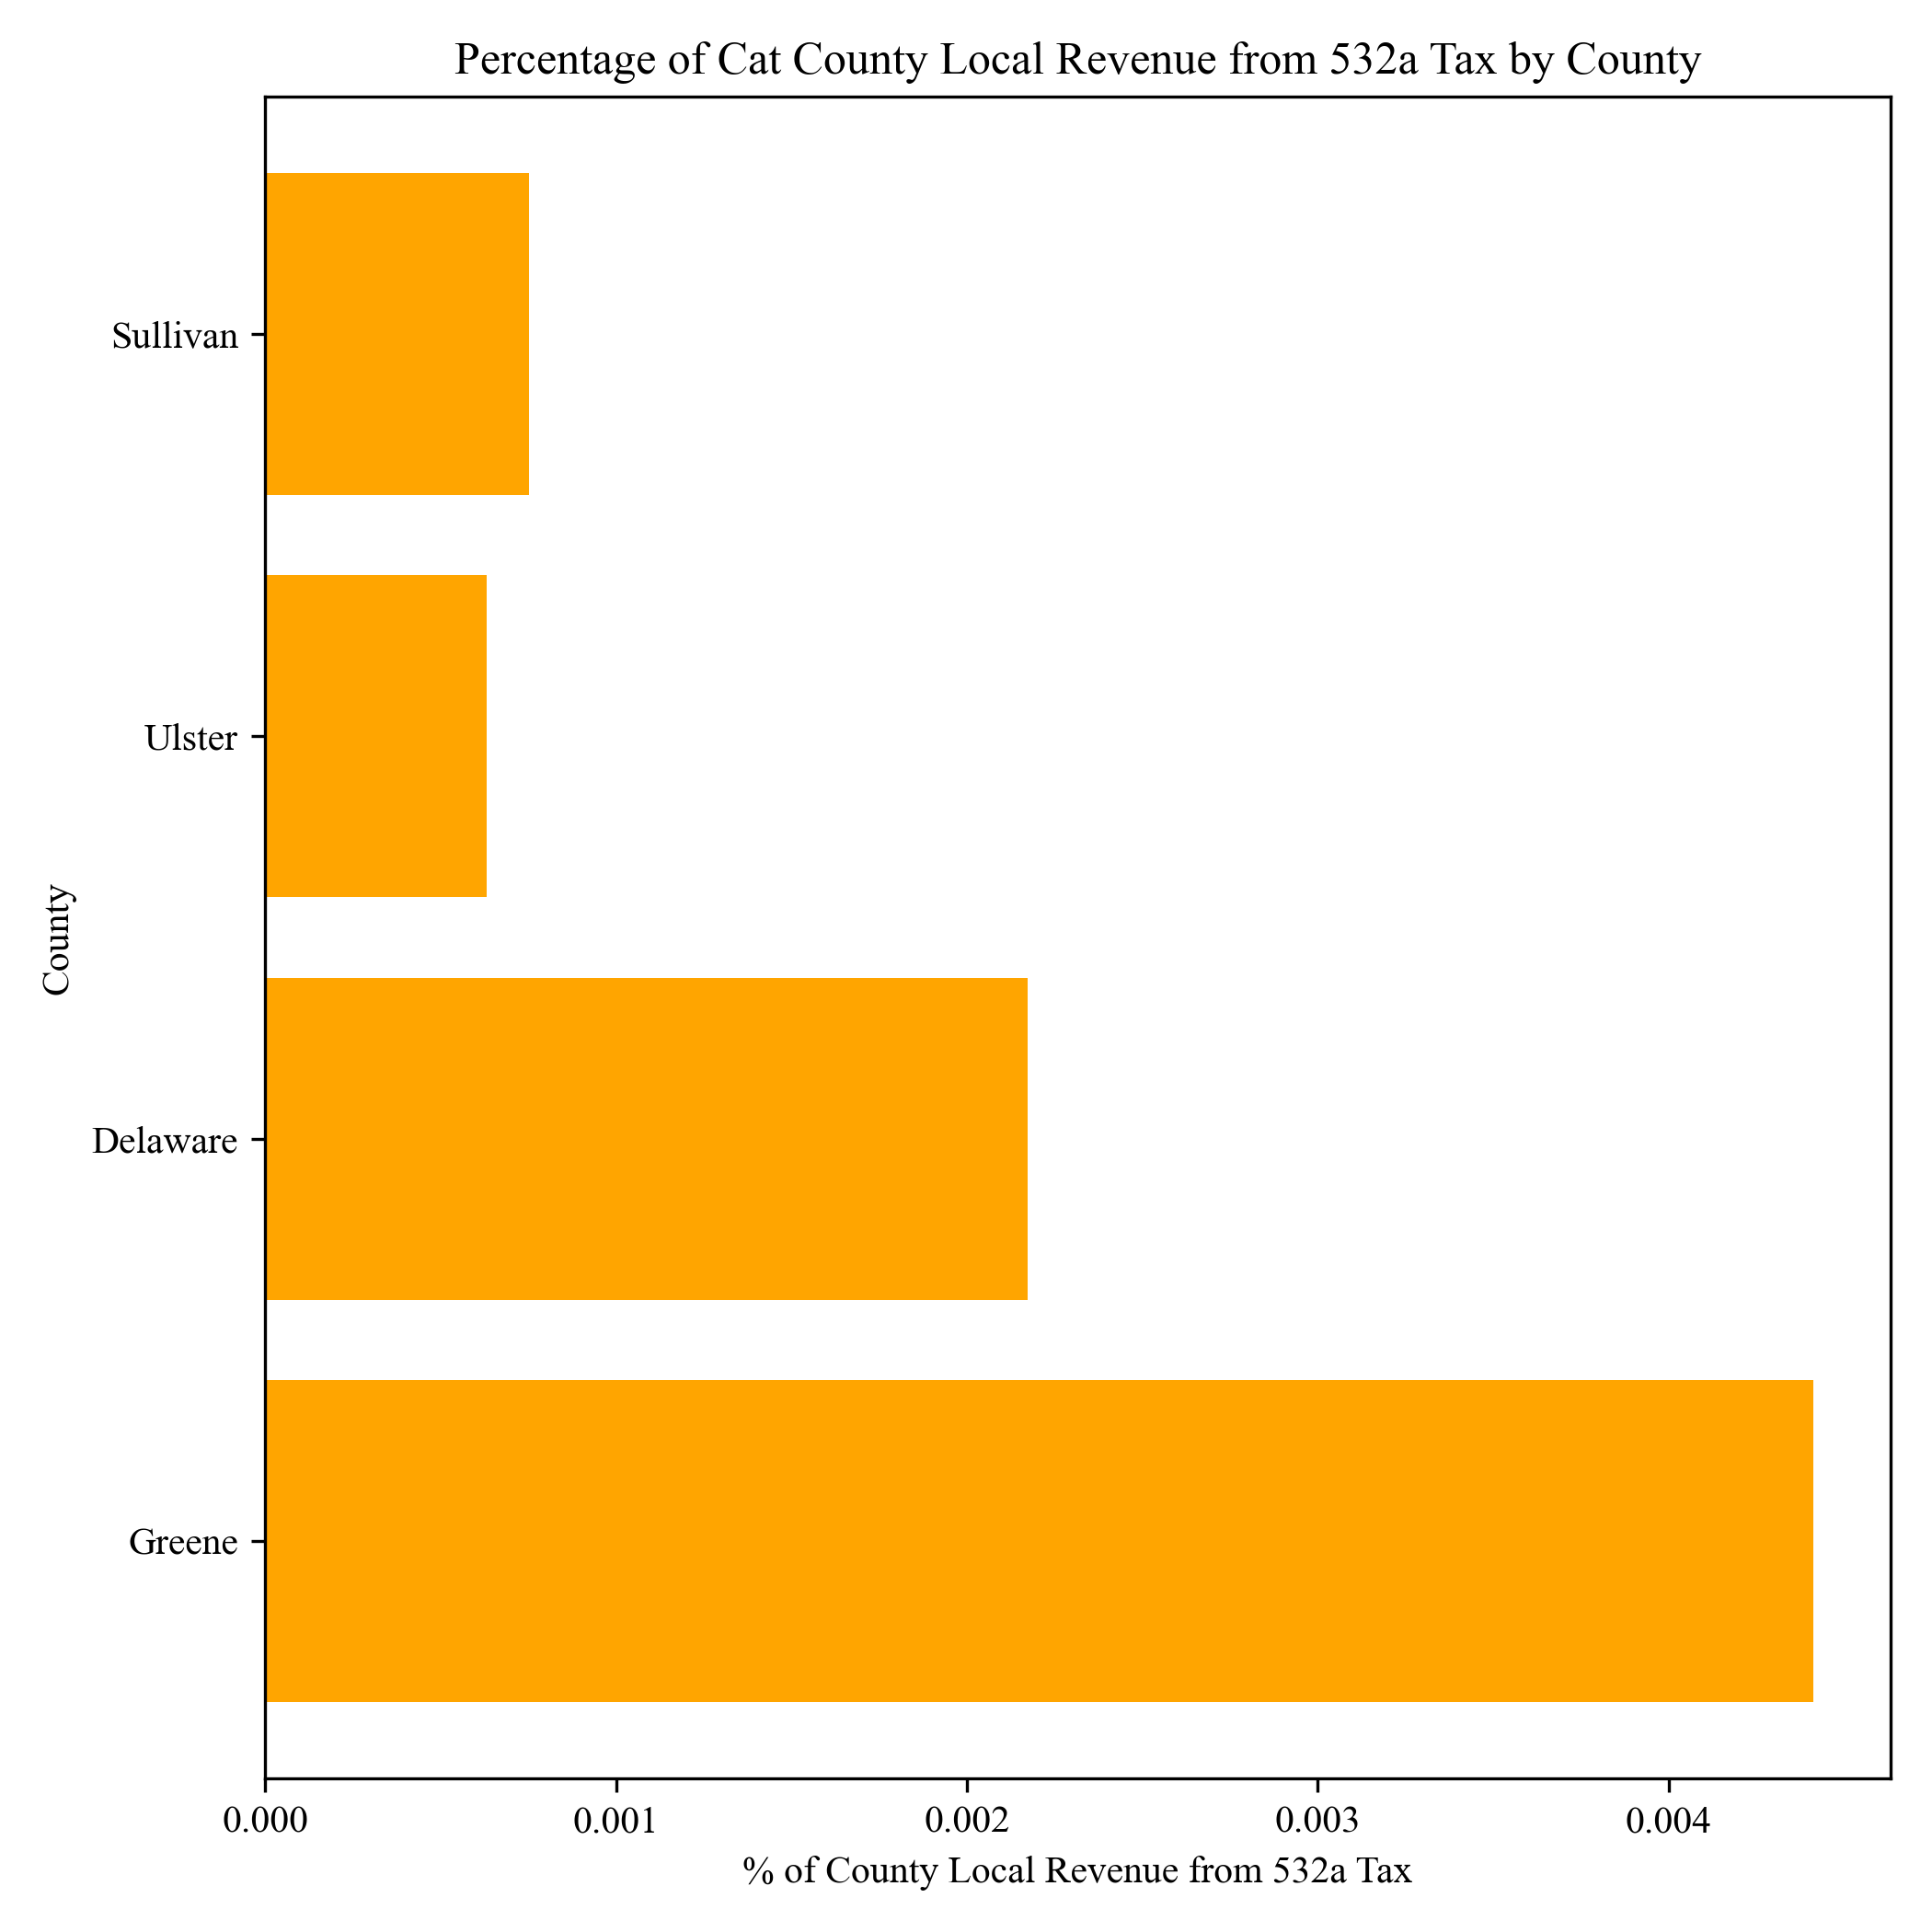 Percentage of Cat County Local Revenue from 532a Tax by County
Sullivan
Ulster
Delaware
Greene
County
0.000 0.001 0.002 0.003 0.004
% of County Local Revenue from 532a Tax